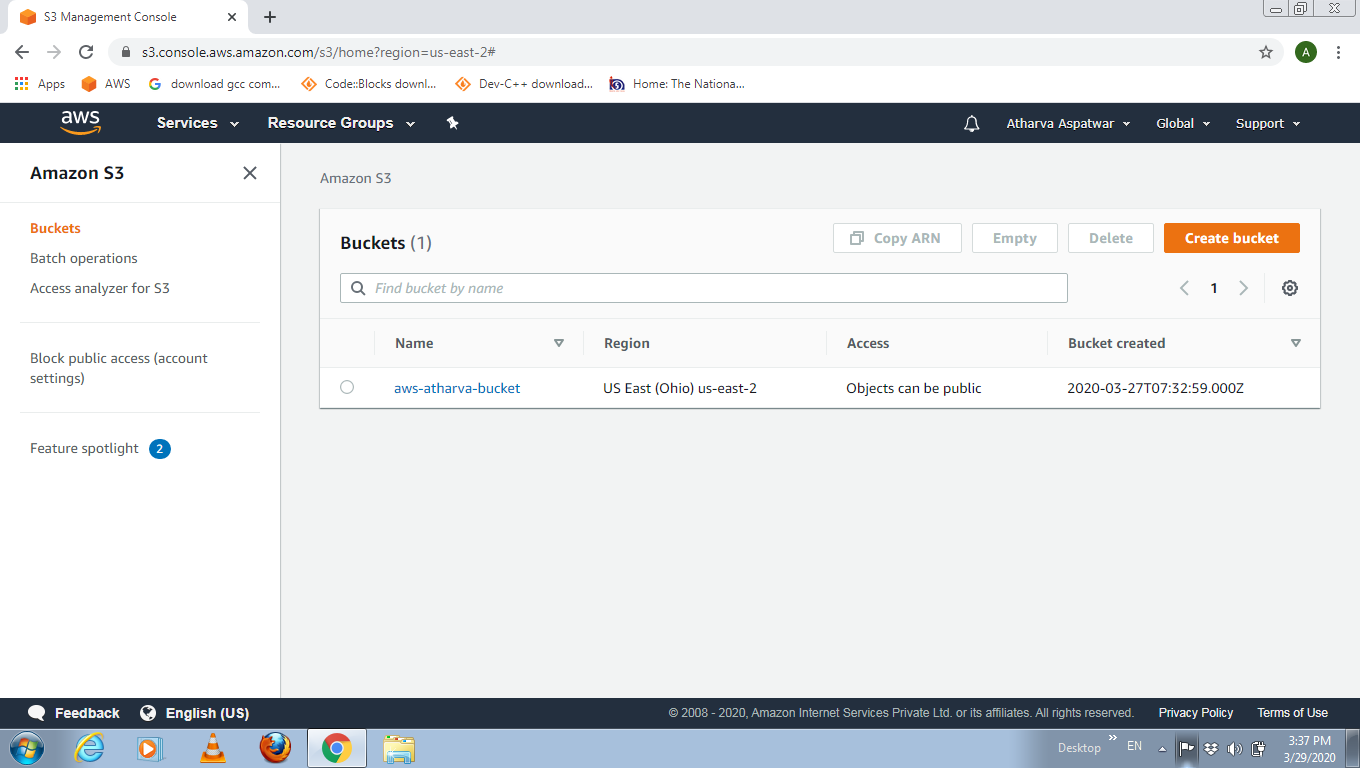 S3 Management Console
s3.console.aws.amazon.com/s3/home?region=us-east-2#
A
Apps AWS download gcc com... Code::Blocks downl... Dev-C++ download... Home: The Nationa...
aws Services Resource Groups Atharva Aspatwar Global Support
Amazon S3
Buckets
Batch operations
Access analyzer for S3
Block public access (account
settings)
Feature spotlight 2
Amazon S3
Buckets (1) Copy ARN Empty Delete Create bucket
Find bucket by name 1
Name Region Access Bucket created
aws-atharva-bucket US East (Ohio) us-east-2 Objects can be public 2020-03-27T07:32:59.000Z
Feedback English (US) © 2008 - 2020, Amazon Internet Services Private Ltd. or its affiliates. All rights reserved. Privacy Policy Terms of Use
Desktop » EN 3:37 PM
3/29/2020